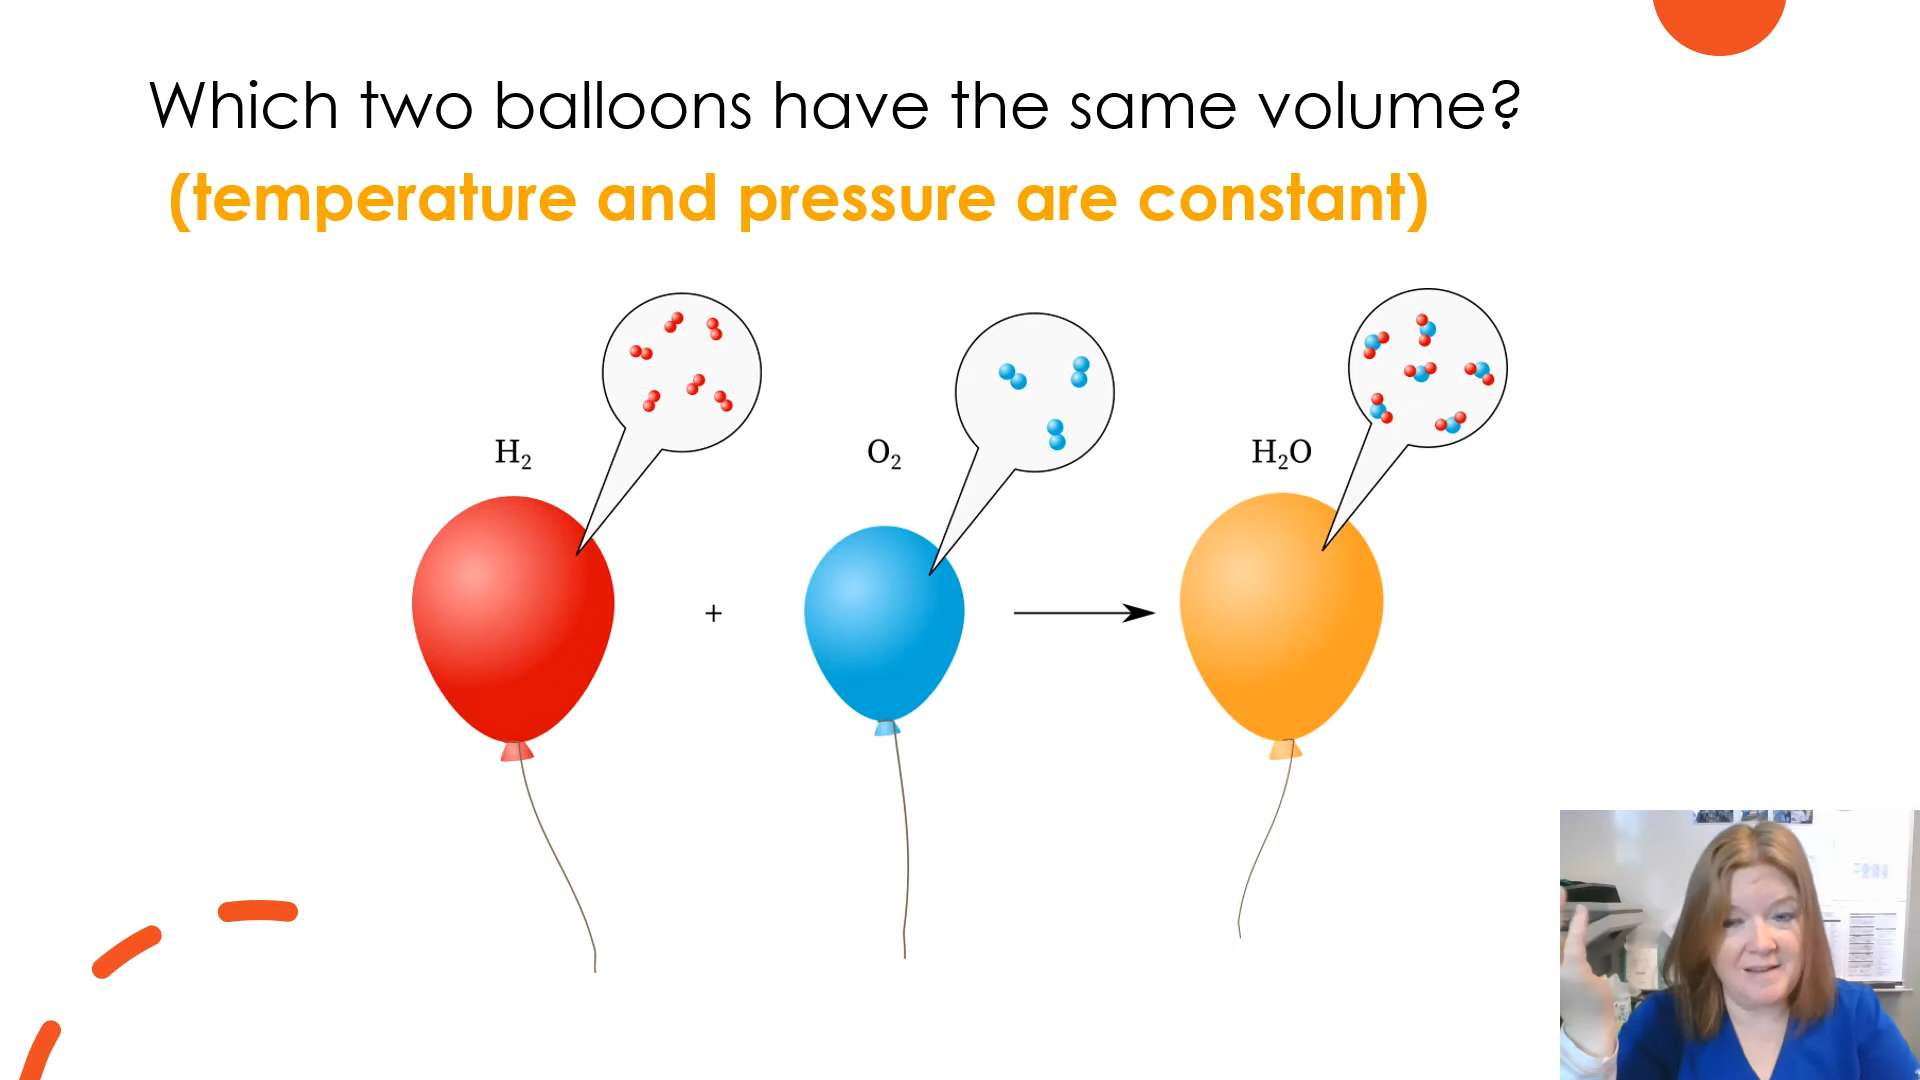 Which two balloons have the same volume?
(temperature and pressure are constant)
H₂
O₂
H₂O
+